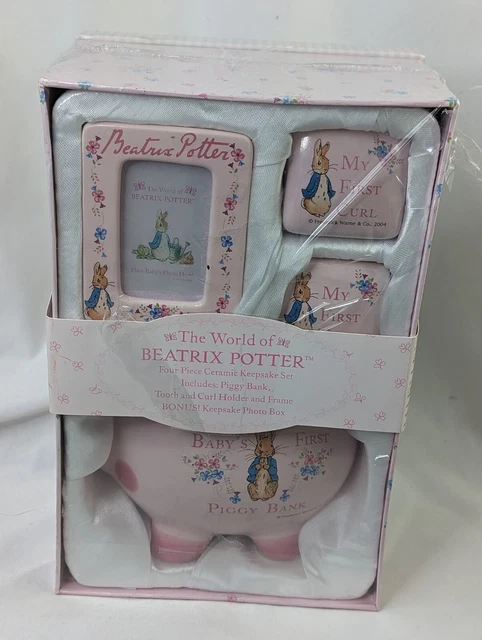 Beatrix Potter
The World of
BEATRIX POTTER
MY
FIRST
CURL
© Frederick Warne & Co., 2004
MY
FIRST
The World of
BEATRIX POTTER™
Four Piece Ceramic Keepsake Set
Includes: Piggy Bank,
Tooth and Curl Holder and Frame
BONUS! Keepsake Photo Box
BABY'S FIRST
PIGGY BANK